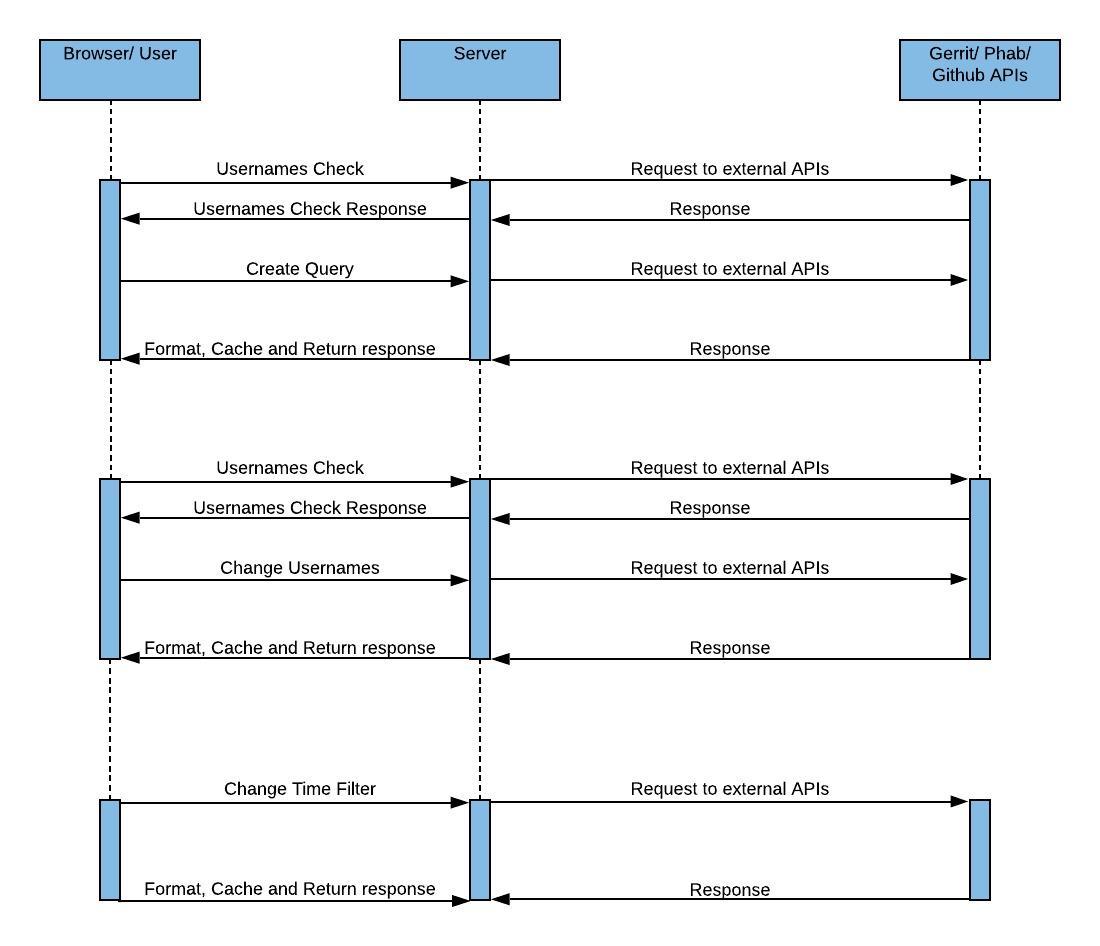 Browser/ User
Server
Gerrit/ Phab/
Github APIs
Usernames Check
Request to external APIs
Usernames Check Response
Response
Create Query
Request to external APIs
Format, Cache and Return response
Response
Usernames Check
Request to external APIs
Usernames Check Response
Response
Change Usernames
Request to external APIs
Format, Cache and Return response
Response
Change Time Filter
Request to external APIs
Format, Cache and Return response
Response